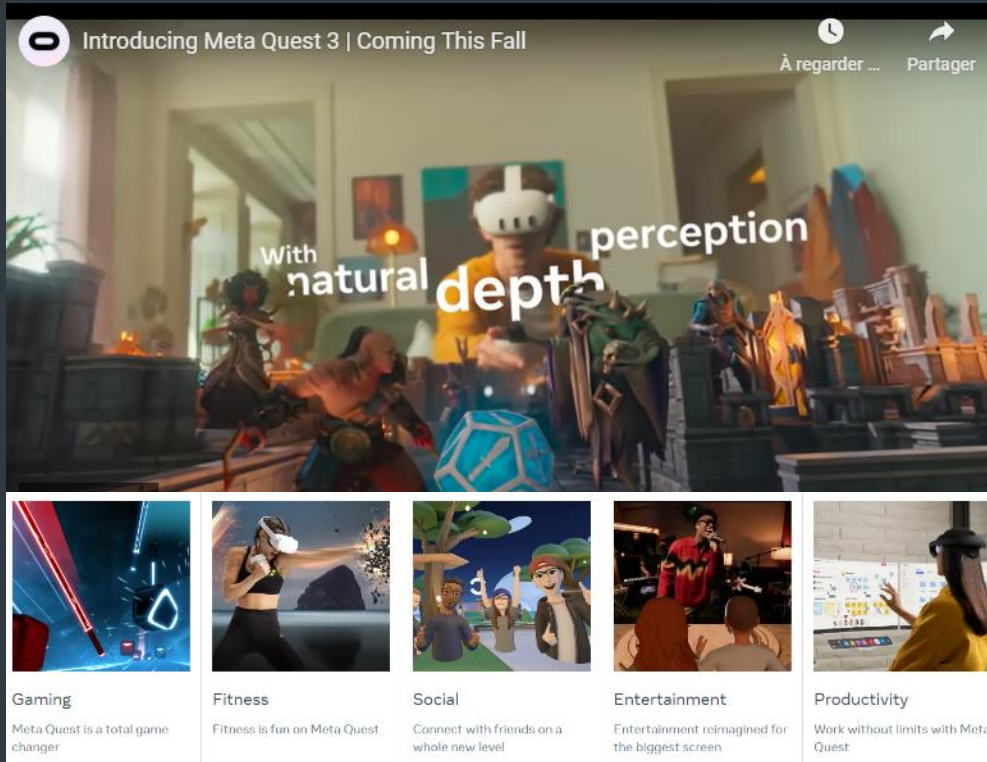 Introducing Meta Quest 3 | Coming This Fall
À regarder ...
Partager
With
natural depth perception
Gaming
Meta Quest is a total game
changer
Fitness
Fitness is fun on Meta Quest
Social
Connect with friends on a
whole new level
Entertainment
Entertainment reimagined for
the biggest screen
Productivity
Work without limits with Meta
Quest